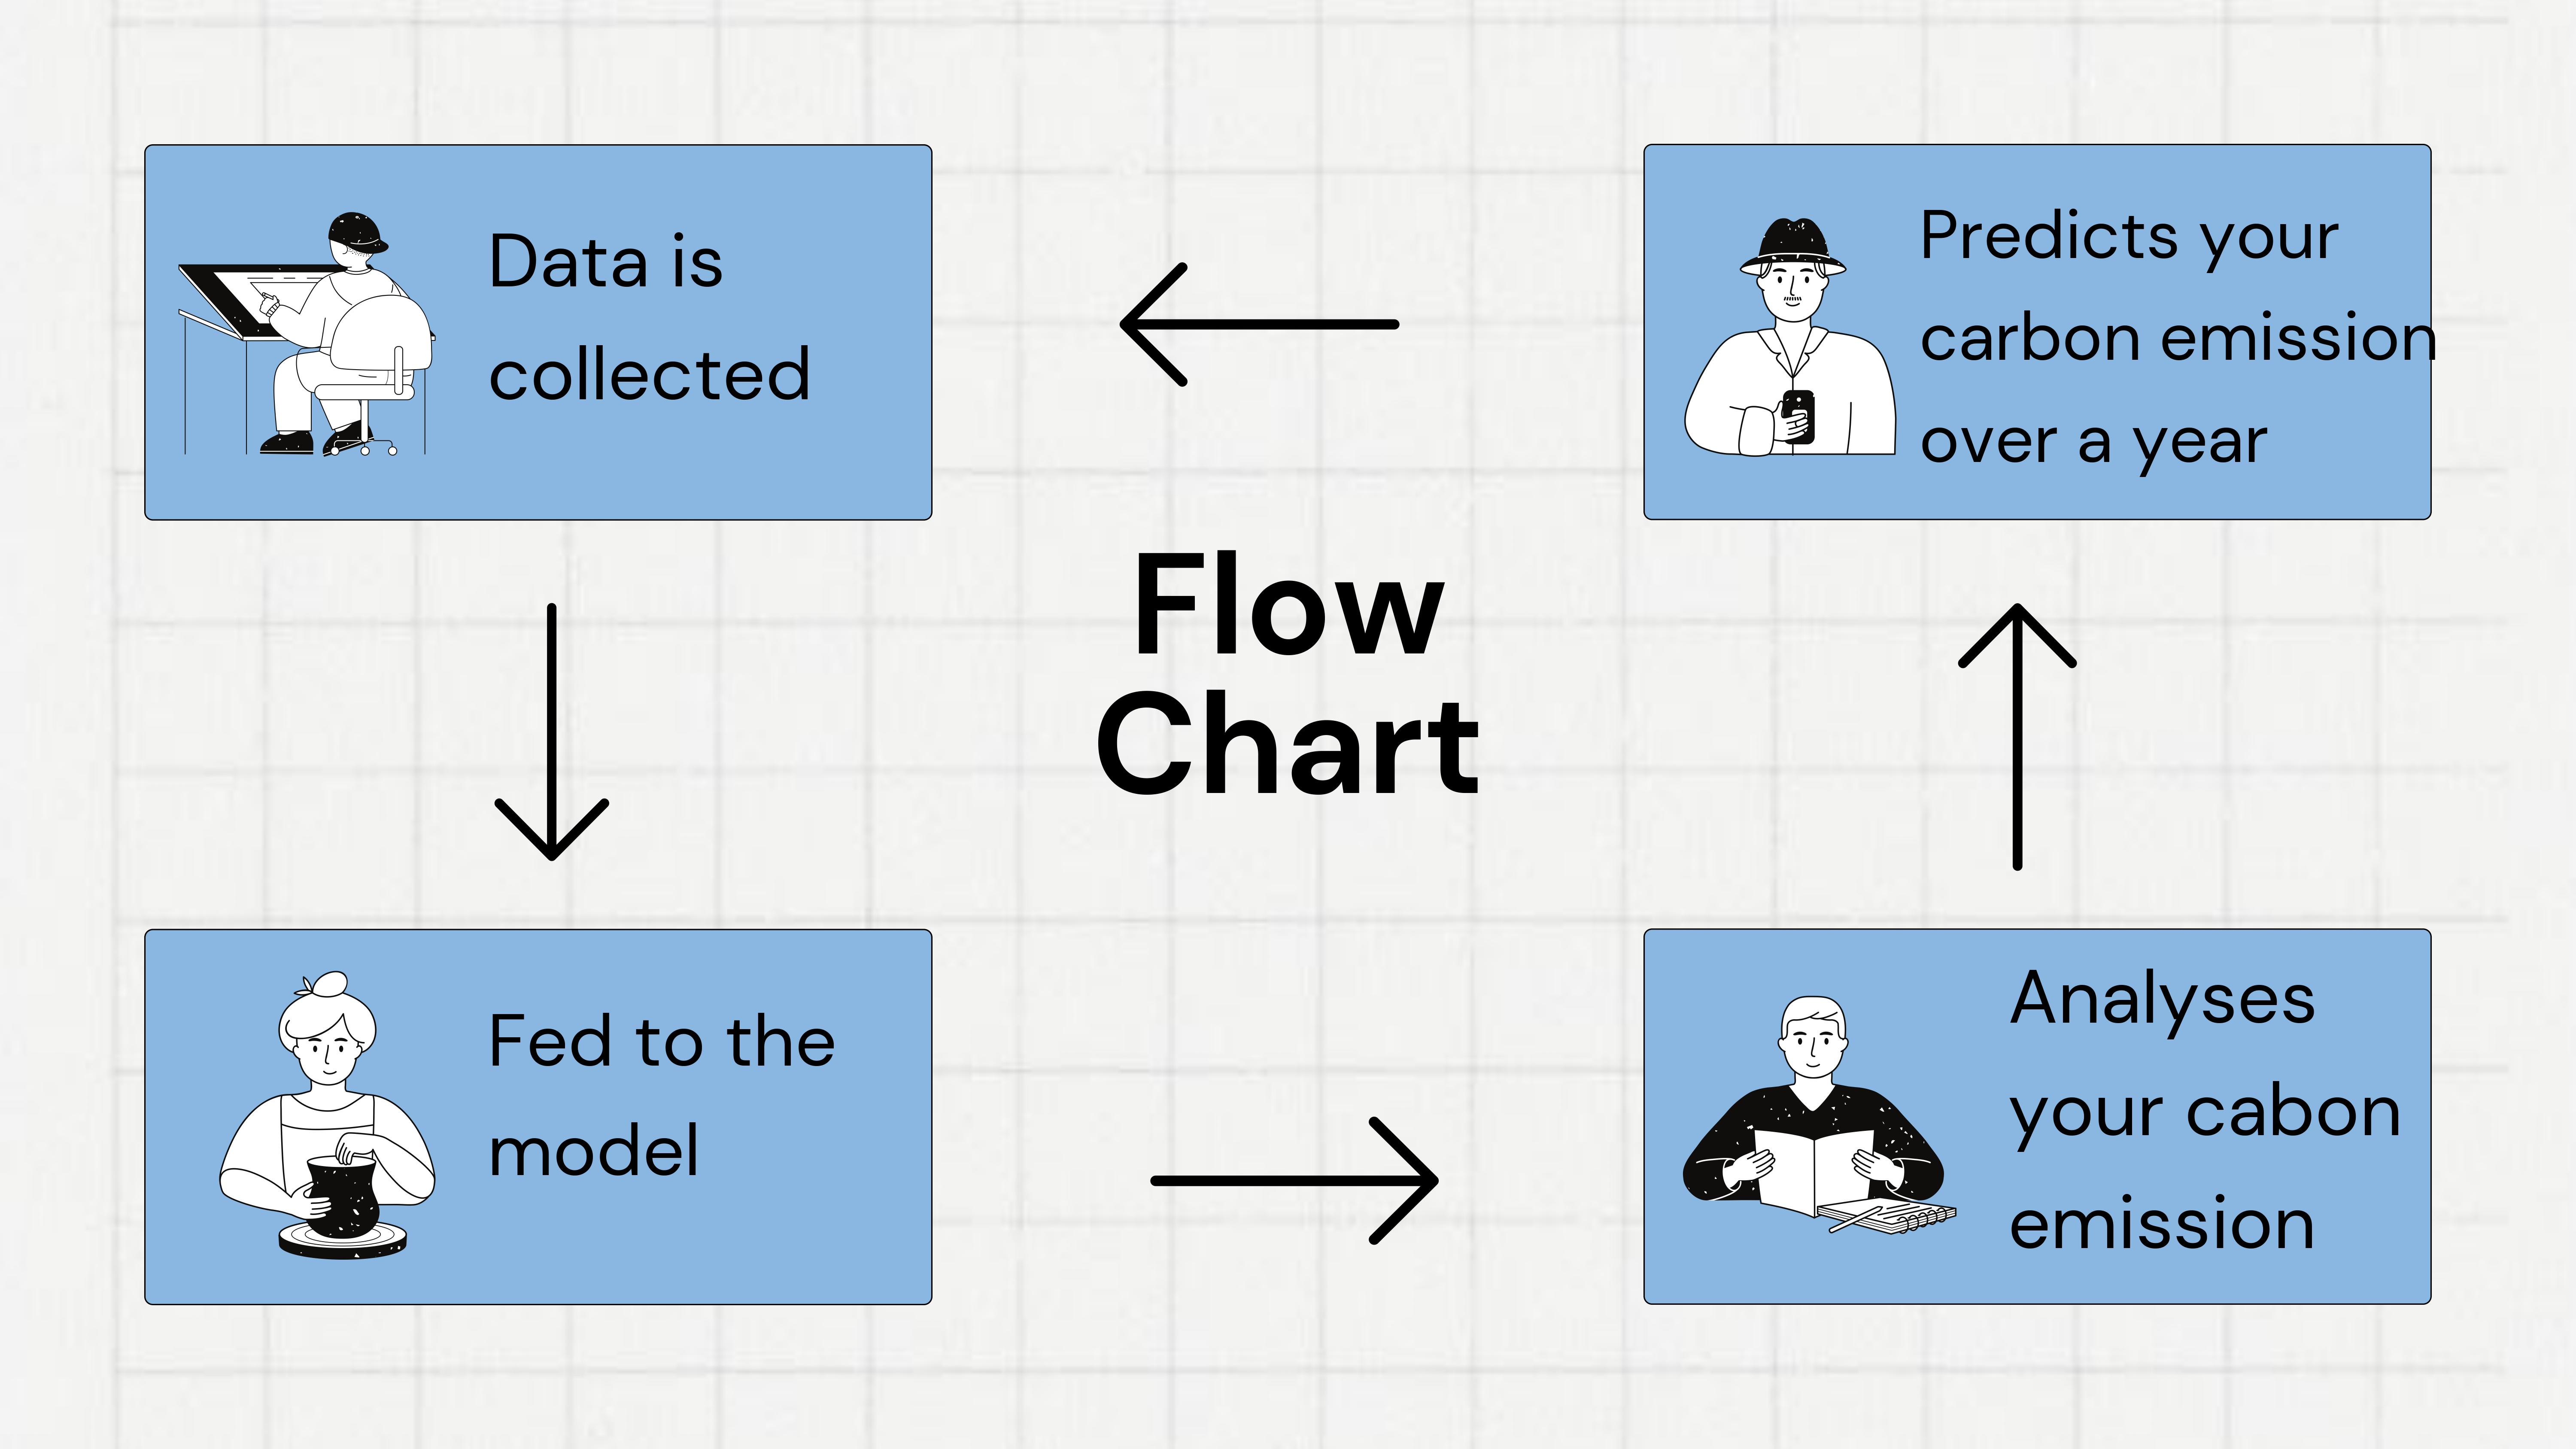 Data is
collected
Predicts your
carbon emission
over a year
Flow
Chart
Fed to the
model
Analyses
your cabon
emission